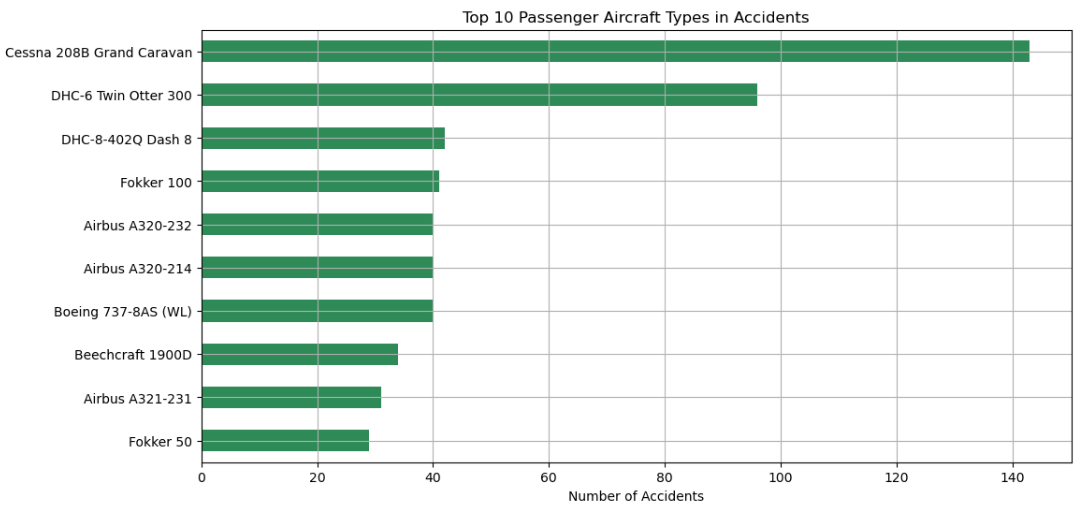 Top 10 Passenger Aircraft Types in Accidents
Cessna 208B Grand Caravan
DHC-6 Twin Otter 300
DHC-8-402Q Dash 8
Fokker 100
Airbus A320-232
Airbus A320-214
Boeing 737-8AS (WL)
Beechcraft 1900D
Airbus A321-231
Fokker 50
0 20 40 60 80 100 120 140
Number of Accidents